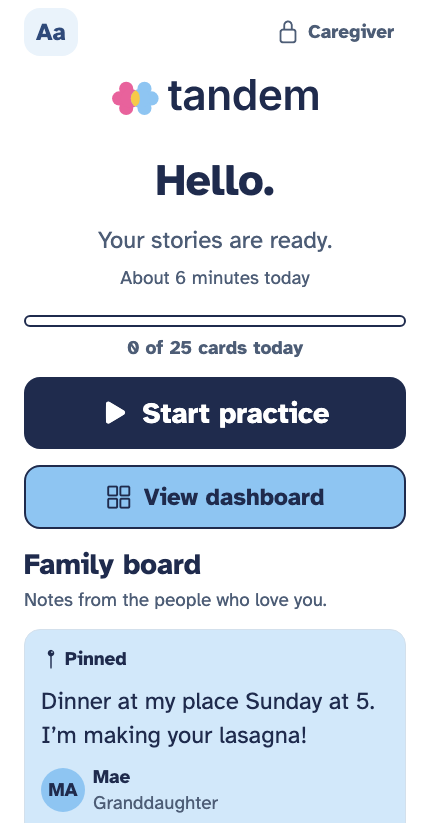 Aa
Caregiver
tandem
Hello.
Your stories are ready.
About 6 minutes today
0 of 25 cards today
Start practice
View dashboard
Family board
Notes from the people who love you.
Pinned
Dinner at my place Sunday at 5.
I’m making your lasagna!
MA
Mae
Granddaughter